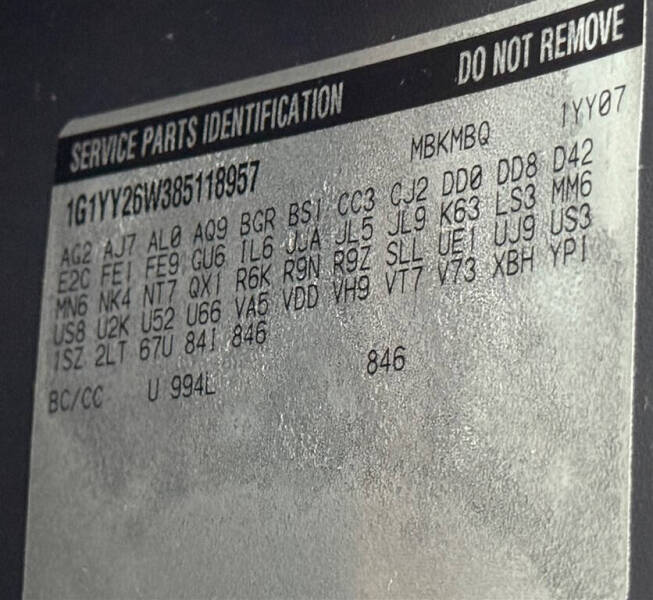 SERVICE PARTS IDENTIFICATION DO NOT REMOVE
1G1YY26W385118957 MBKMBQ 1YY07
AG2 AJ7 AL0 AQ9 BGR BS1 CC3 CJ2 DD0 DD8 D42
E2C FE1 FE9 GU6 IL6 JJA JL5 JL9 K63 LS3 MM6
MN6 NK4 NT7 QX1 R6K R9N R9Z SLL UE1 UJ9 US3
US8 U2K U52 U66 VA5 VDD VH9 VT7 V73 XBH YP1
1SZ 2LT 67U 841 846
BC/CC U 994L 846